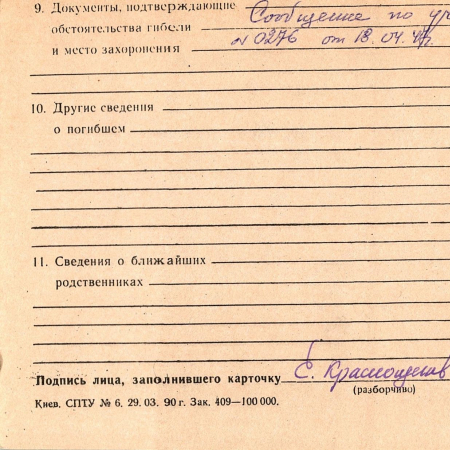 9. Документы, подтверждающие Сообщение по
обстоятельства гибели № 0276 от 18.04.47г.
и место захоронения
10. Другие сведения
о погибшем
11. Сведения о ближайших
родственниках
Подпись лица, заполнившего карточку Е.
(разборчиво)
Киев. СПТУ № 6. 29. 03. 90 г. Зак. 409—100 000.